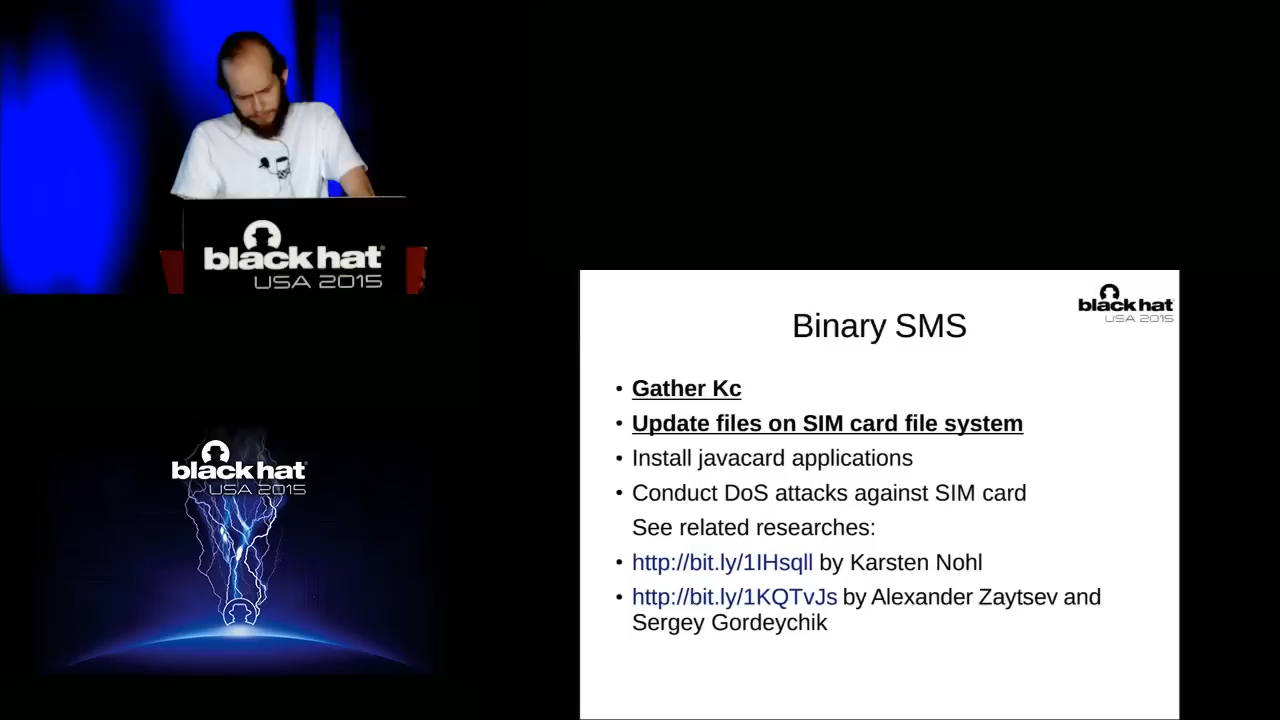 black hat
USA 2015
black hat
USA 2015
Binary SMS
• Gather Kc
• Update files on SIM card file system
• Install javacard applications
• Conduct DoS attacks against SIM card
See related researches:
• http://bit.ly/1IHsqll by Karsten Nohl
• http://bit.ly/1KQTvJs by Alexander Zaytsev and
Sergey Gordeychik
black hat
USA 2015